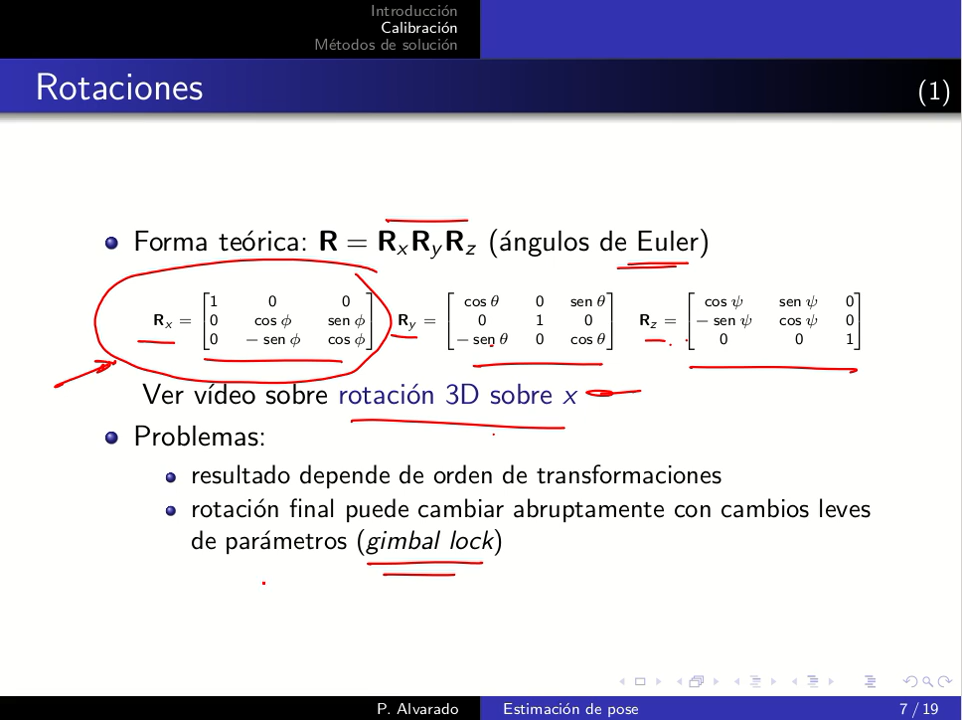 Introducción
Calibración
Métodos de solución
Rotaciones (1)
Forma teórica: R = RₓRᵧR_z (ángulos de Euler)
Rₓ = [1 0 0; 0 cos ϕ sen ϕ; 0 − sen ϕ cos ϕ] Rᵧ = [cos θ 0 sen θ; 0 1 0; − sen θ 0 cos θ] R_z = [cos ψ sen ψ 0; − sen ψ cos ψ 0; 0 0 1]
Ver vídeo sobre rotación 3D sobre x
Problemas:
resultado depende de orden de transformaciones
rotación final puede cambiar abruptamente con cambios leves
de parámetros (gimbal lock)
P. Alvarado Estimación de pose 7 / 19